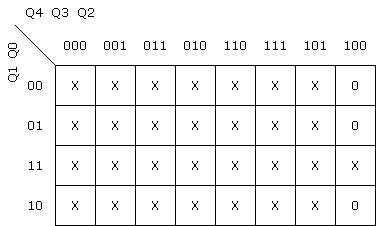 Q4 Q3 Q2
Q1 Q0
000 001 011 010 110 111 101 100
00 X X X X X X X 0
01 X X X X X X X 0
11 X X X X X X X X
10 X X X X X X X 0